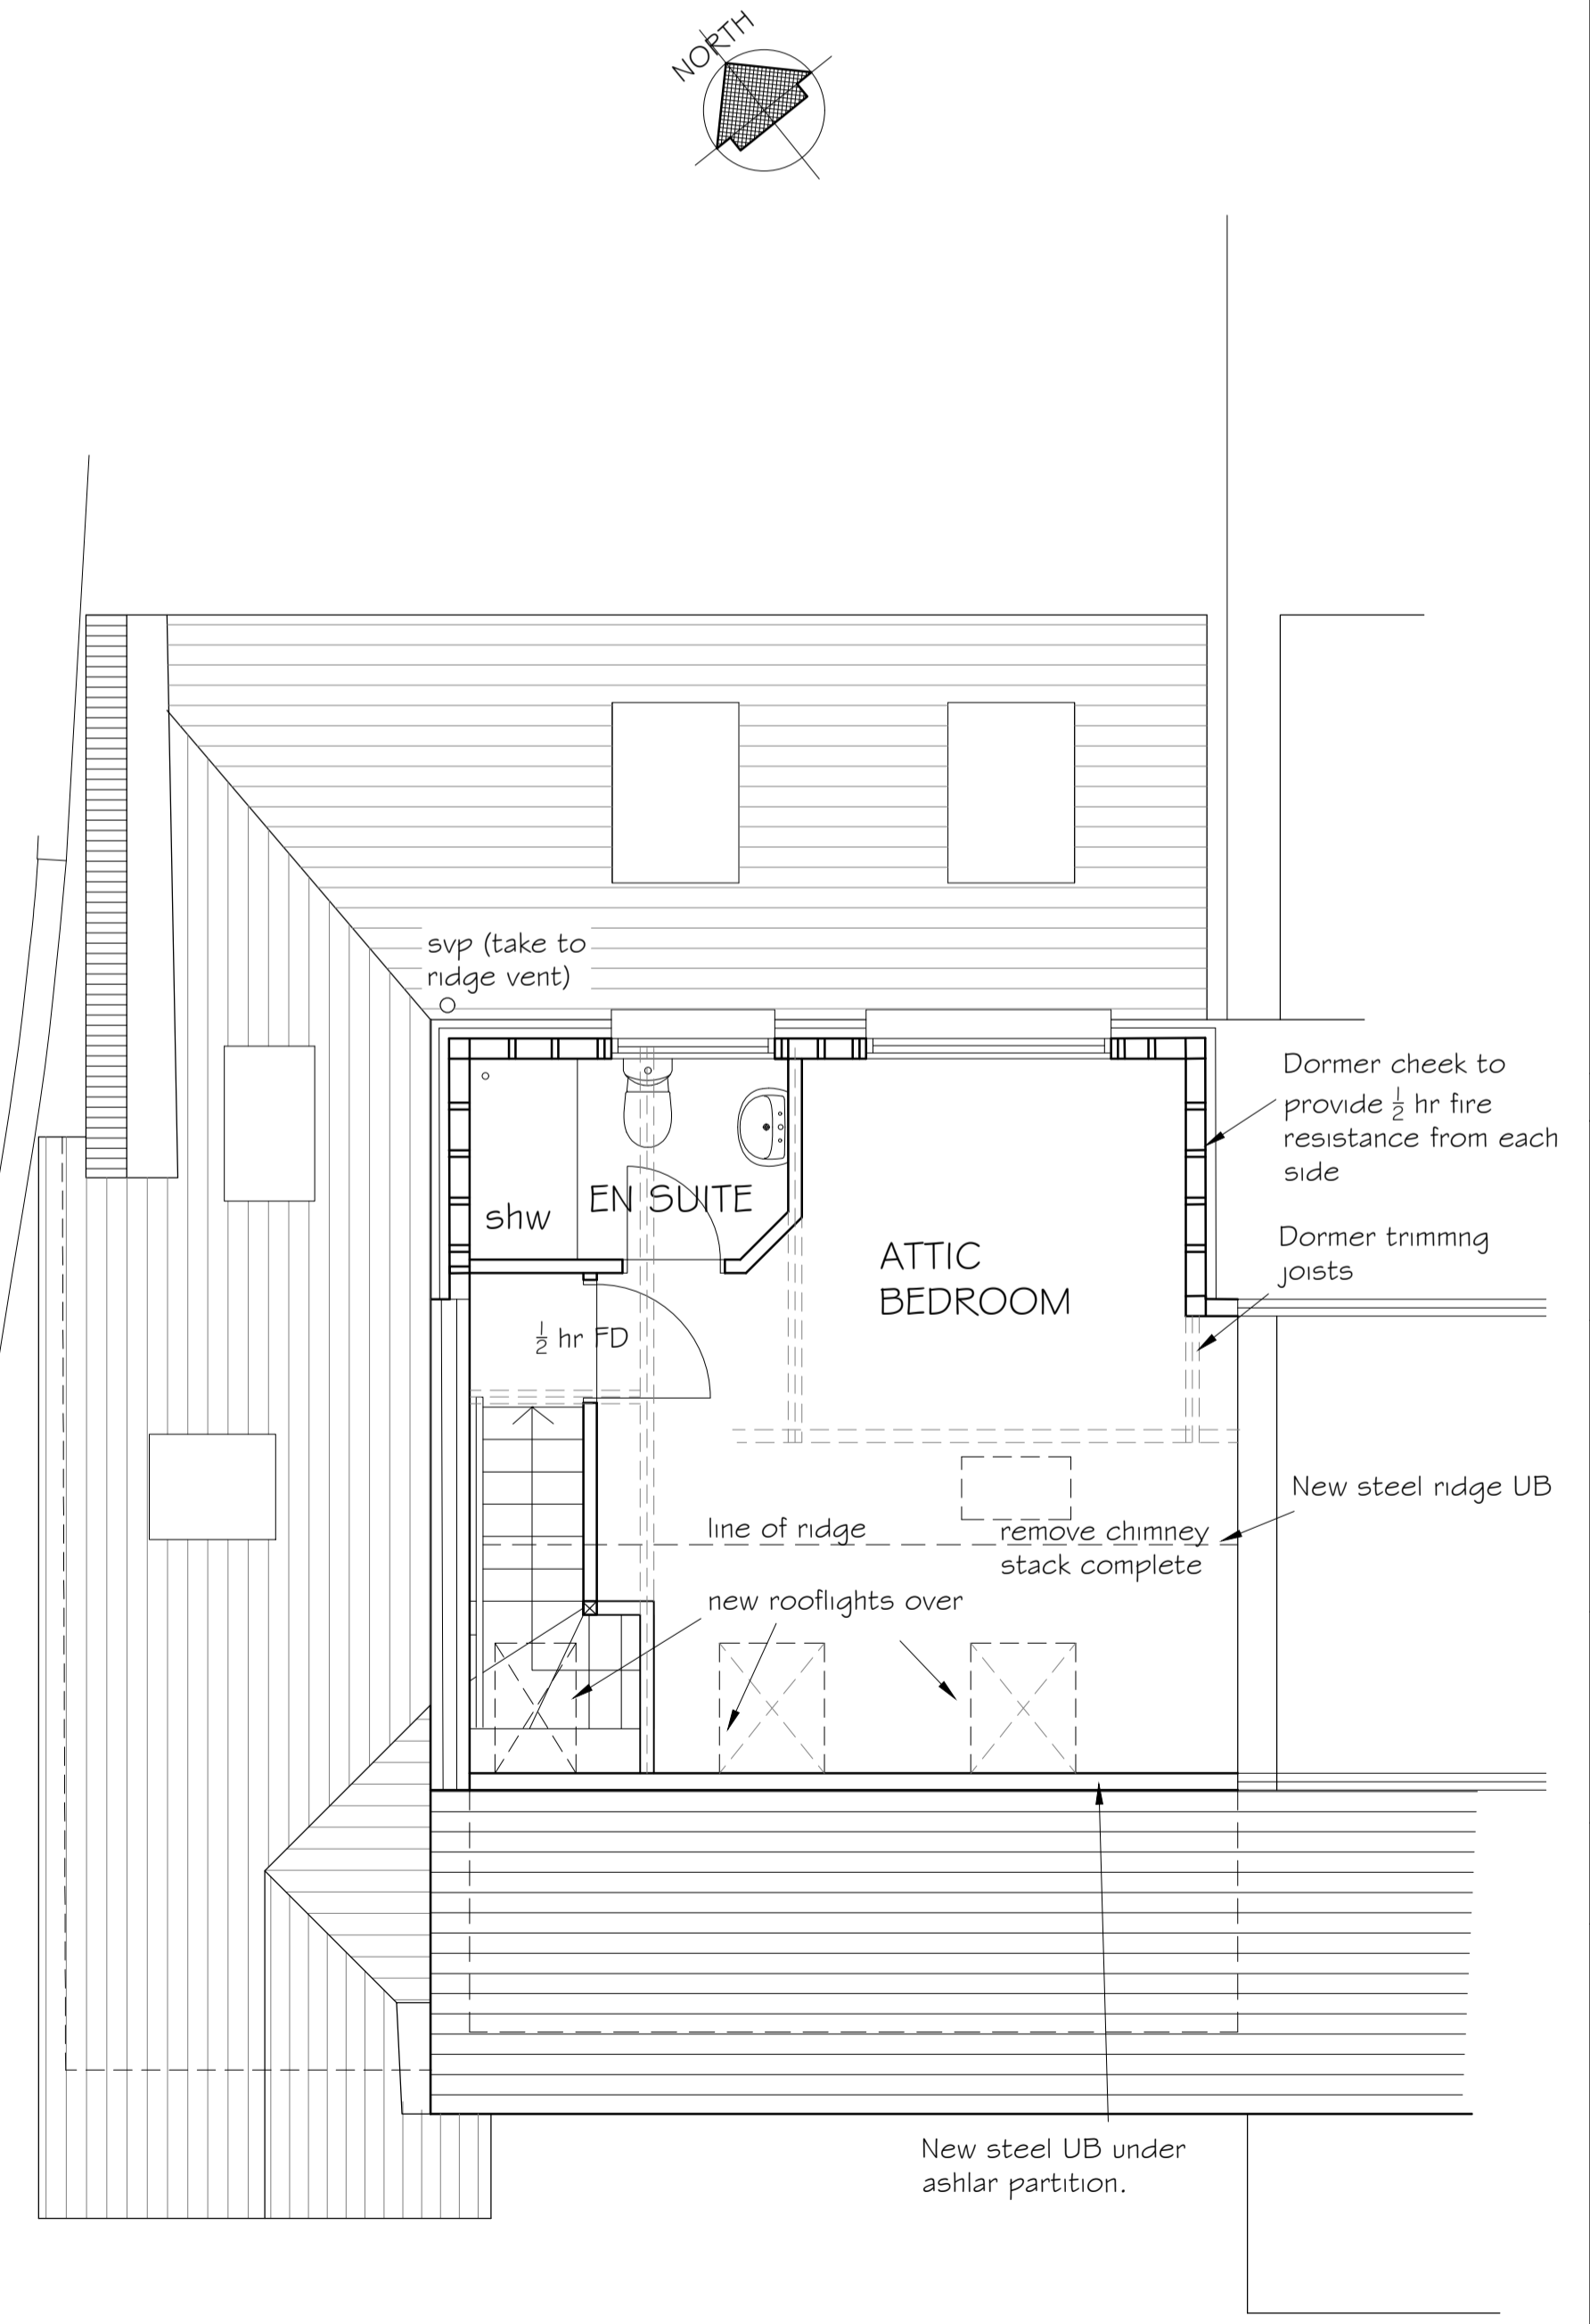 NORTH
svp (take to
ridge vent)
Dormer cheek to
provide ½ hr fire
resistance from each
side
shw
EN SUITE
Dormer trimmng
joists
ATTIC
BEDROOM
½ hr FD
New steel ridge UB
line of ridge
remove chimney
stack complete
new rooflights over
New steel UB under
ashlar partition.